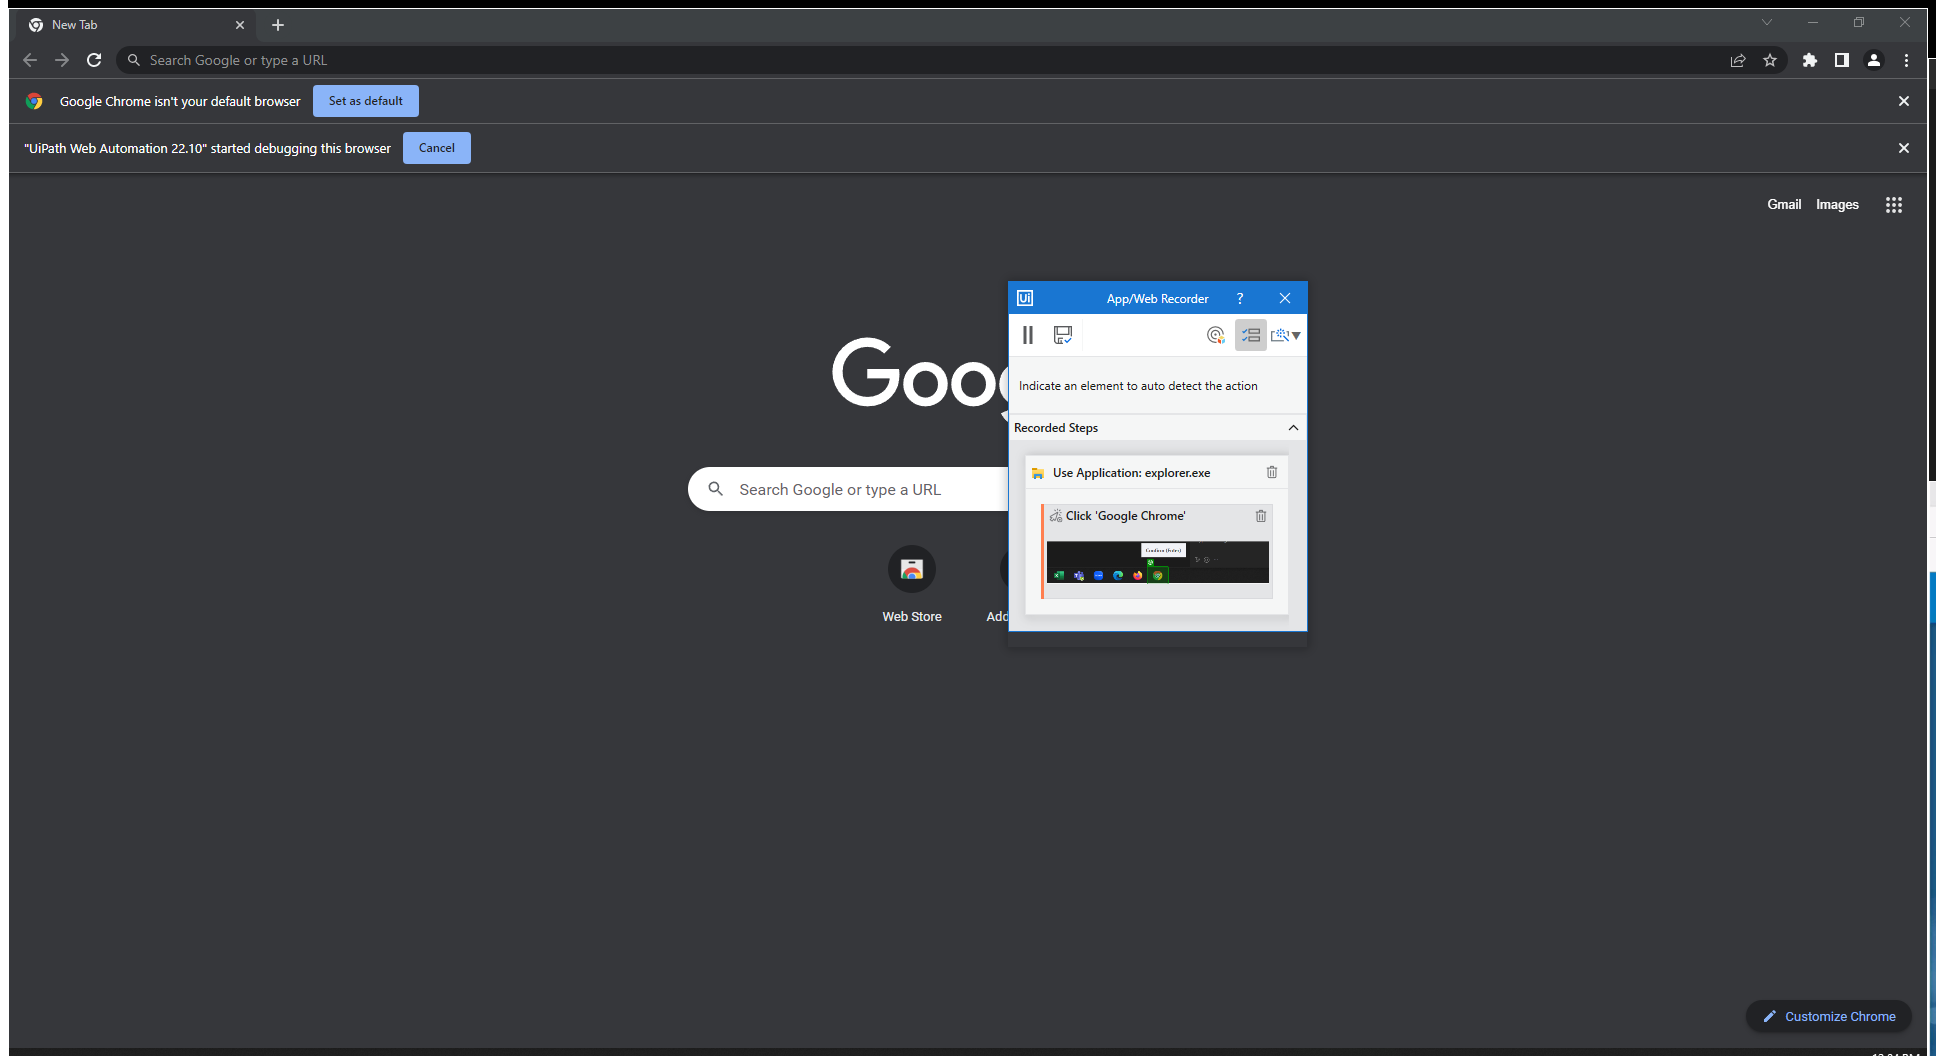 New Tab
Search Google or type a URL
Google Chrome isn't your default browser
Set as default
"UiPath Web Automation 22.10" started debugging this browser
Cancel
Gmail
Images
Goo
Search Google or type a URL
Web Store
Add
Ui
App/Web Recorder
?
Indicate an element to auto detect the action
Recorded Steps
Use Application: explorer.exe
Click 'Google Chrome'
Confirm (Enter)
Customize Chrome